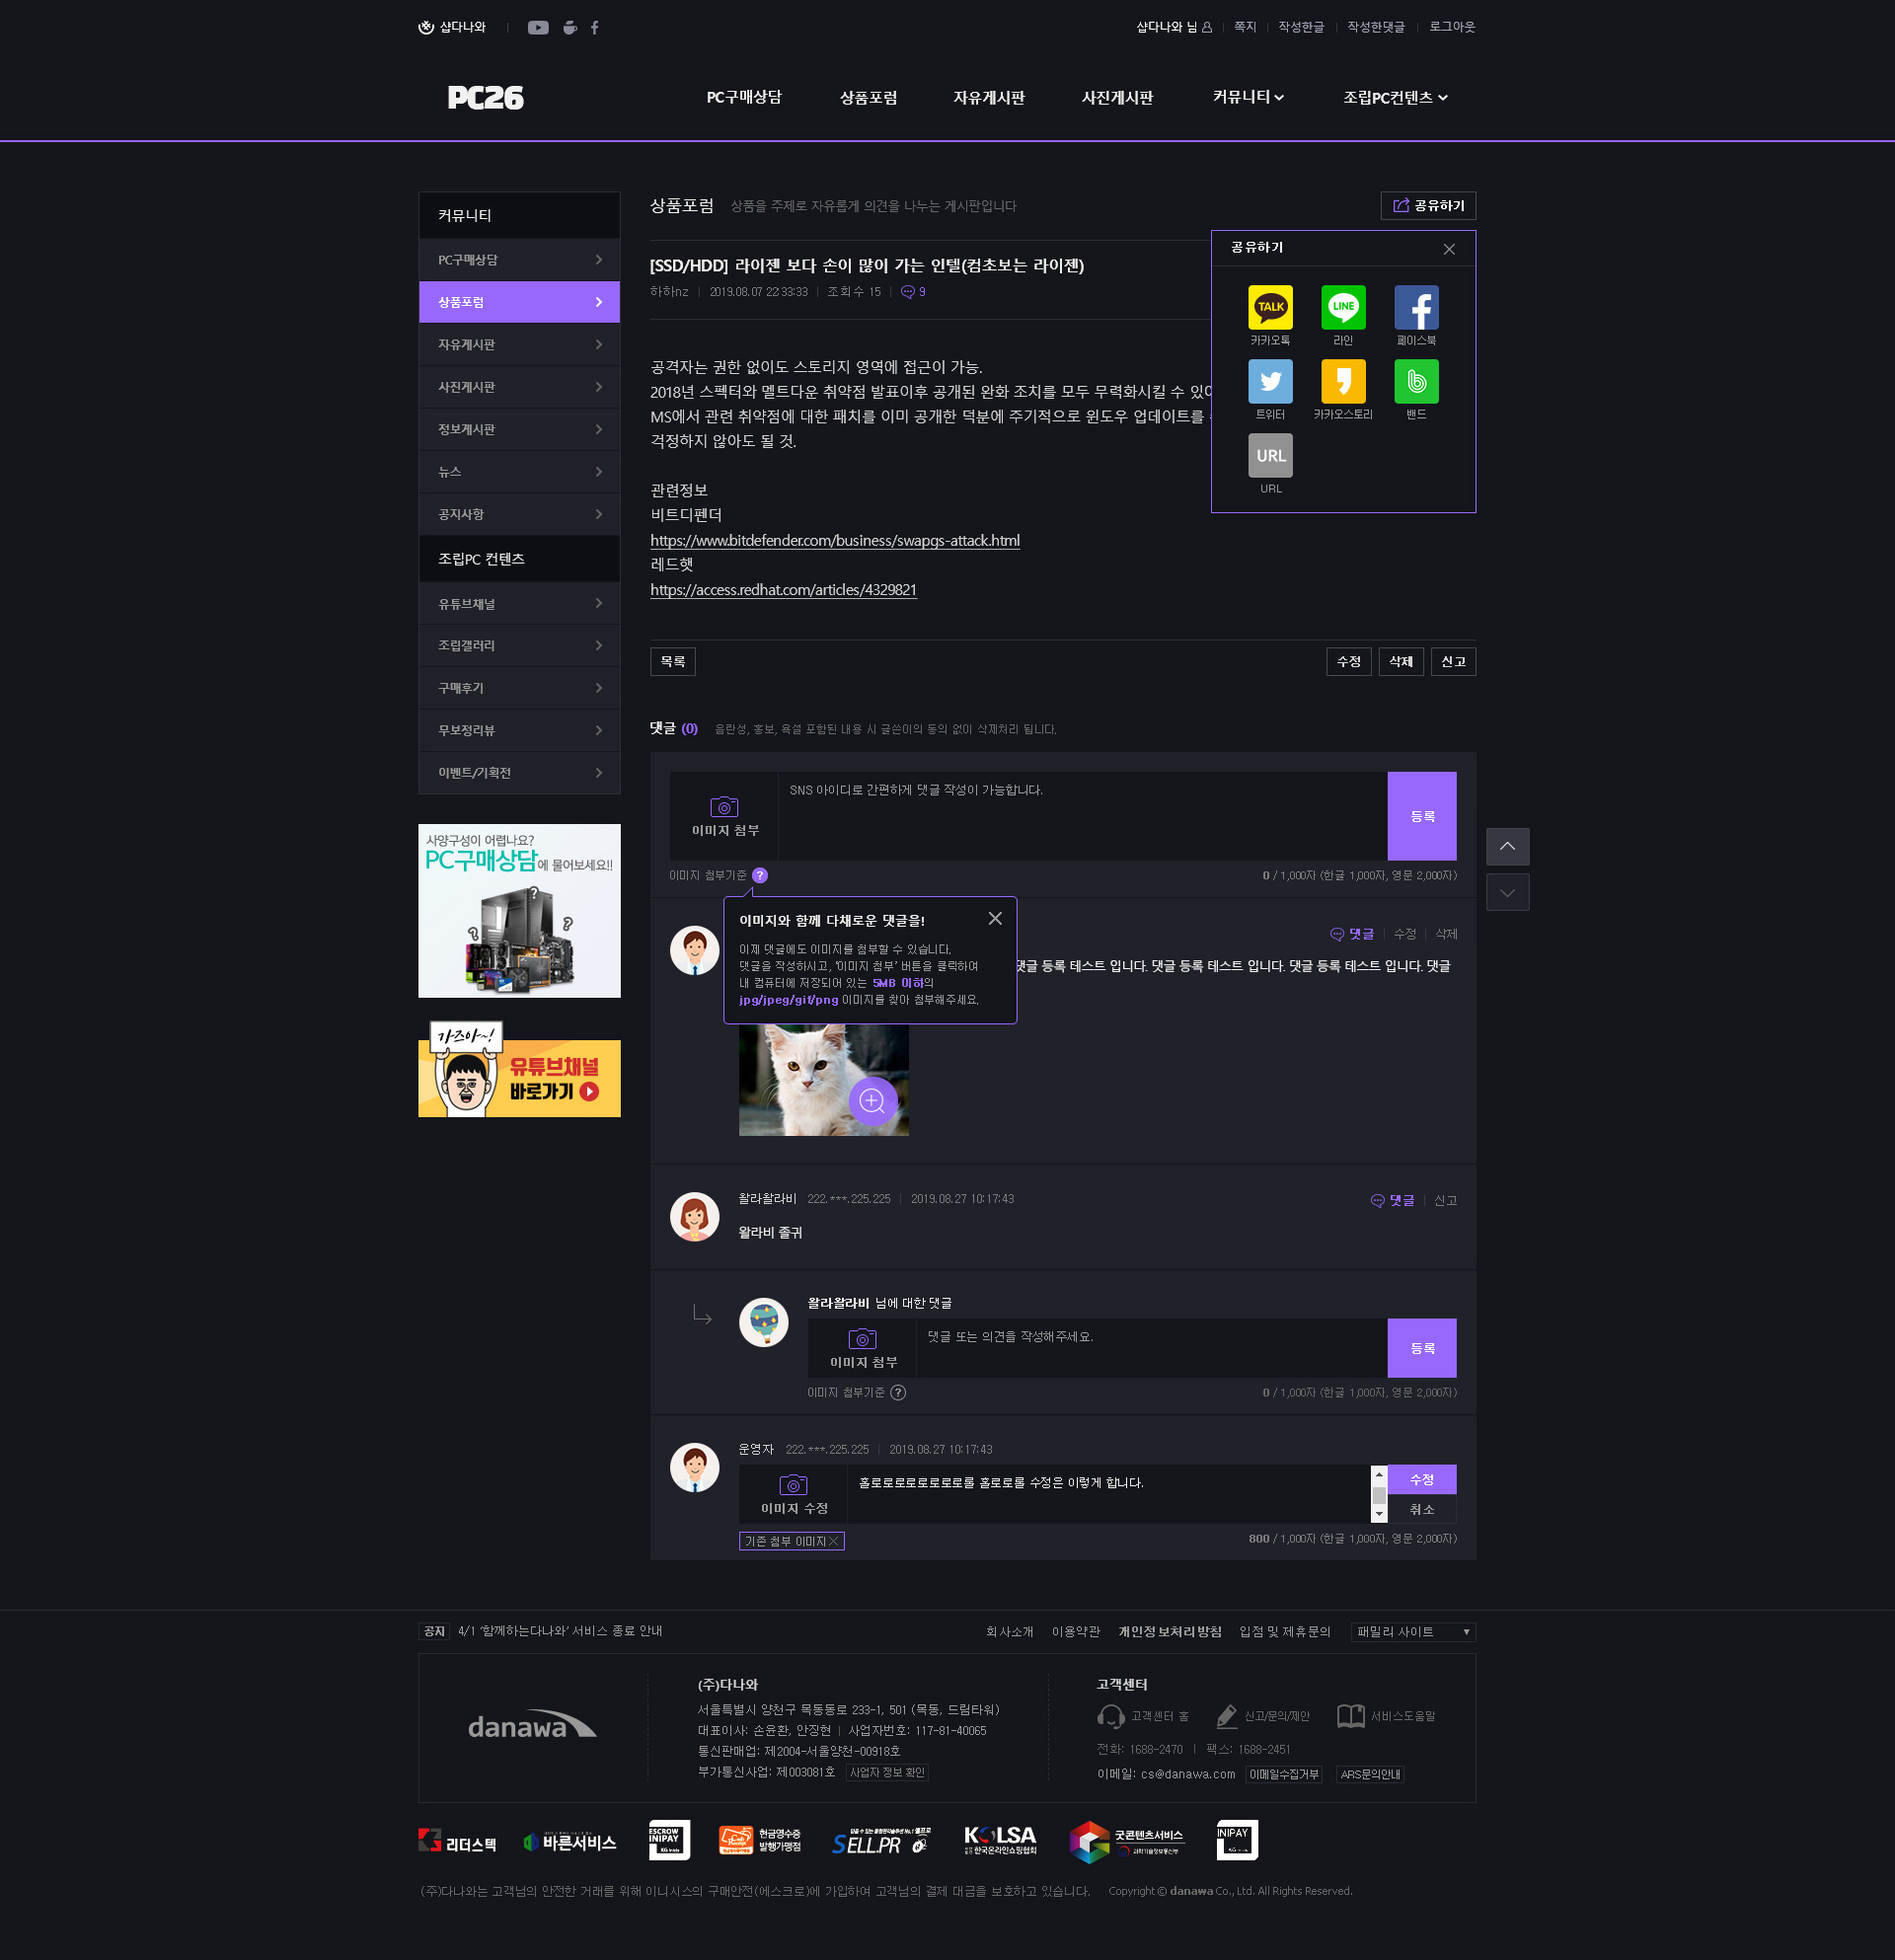 샵다나와
샵다나와 님 쪽지 작성한글 작성한댓글 로그아웃
PC26
PC구매상담 상품포럼 자유게시판 사진게시판 커뮤니티 조립PC컨텐츠
커뮤니티
PC구매상담
상품포럼
자유게시판
사진게시판
정보게시판
뉴스
공지사항
조립PC 컨텐츠
유튜브채널
조립갤러리
구매후기
무보정리뷰
이벤트/기획전
사양구성이 어렵나요?
PC구매상담에 물어보세요!!
가즈아~!
유튜브채널
바로가기
상품포럼 상품을 주제로 자유롭게 의견을 나누는 게시판입니다
공유하기
[SSD/HDD] 라이젠 보다 손이 많이 가는 인텔(컴초보는 라이젠)
하하nz 2019.08.07 22:33:33 조회수 15 9
공유하기
TALK LINE
카카오톡 라인 페이스북
트위터 카카오스토리 밴드
URL
URL
공격자는 권한 없이도 스토리지 영역에 접근이 가능.
2018년 스펙터와 멜트다운 취약점 발표이후 공개된 완화 조치를 모두 무력화시킬 수 있어
MS에서 관련 취약점에 대한 패치를 이미 공개한 덕분에 주기적으로 윈도우 업데이트를
걱정하지 않아도 될 것.
관련정보
비트디펜더
https://www.bitdefender.com/business/swapgs-attack.html
레드햇
https://access.redhat.com/articles/4329821
목록 수정 삭제 신고
댓글 (0) 음란성, 홍보, 욕설 포함된 내용 시 글쓴이의 동의 없이 삭제처리 됩니다.
이미지 첨부
SNS 아이디로 간편하게 댓글 작성이 가능합니다.
등록
이미지 첨부기준 ? 0 / 1,000자 (한글 1,000자, 영문 2,000자)
이미지와 함께 다채로운 댓글을!
이제 댓글에도 이미지를 첨부할 수 있습니다.
댓글을 작성하시고, '이미지 첨부' 버튼을 클릭하여
내 컴퓨터에 저장되어 있는 5MB 이하의
jpg/jpeg/gif/png 이미지를 찾아 첨부해주세요.
댓글 수정 삭제
댓글 등록 테스트 입니다. 댓글 등록 테스트 입니다. 댓글 등록 테스트 입니다. 댓글
왈라왈라비 222.***.225.225 2019.08.27 10:17:43 댓글 신고
왈라비 졸귀
왈라왈라비 님에 대한 댓글
이미지 첨부
댓글 또는 의견을 작성해주세요.
등록
이미지 첨부기준 ? 0 / 1,000자 (한글 1,000자, 영문 2,000자)
운영자 222.***.225.225 2019.08.27 10:17:43
이미지 수정
홀로로로로로로로로롤 홀로로롤 수정은 이렇게 합니다.
수정
취소
기존 첨부 이미지 800 / 1,000자 (한글 1,000자, 영문 2,000자)
공지 4/1 '함께하는다나와' 서비스 종료 안내
회사소개 이용약관 개인정보처리방침 입점 및 제휴문의 패밀리 사이트
danawa
(주)다나와
서울특별시 양천구 목동동로 233-1, 501 (목동, 드림타워)
대표이사: 손윤환, 안징현 사업자번호: 117-81-40065
통신판매업: 제2004-서울양천-00918호
부가통신사업: 제003081호 사업자 정보 확인
고객센터
고객센터 홈 신고/문의/제안 서비스도움말
전화: 1688-2470 팩스: 1688-2451
이메일: cs@danawa.com 이메일수집거부 ARS문의안내
리더스텍
바른서비스
ESCROW
INIPAY
현금영수증
발행가맹점
SELL.PR
KOLSA
한국온라인쇼핑협회
굿콘텐츠서비스
과학기술정보통신부
INIPAY
(주)다나와는 고객님의 안전한 거래를 위해 이니시스의 구매안전(에스크로)에 가입하여 고객님의 결제 대금을 보호하고 있습니다. Copyright © danawa Co., Ltd. All Rights Reserved.